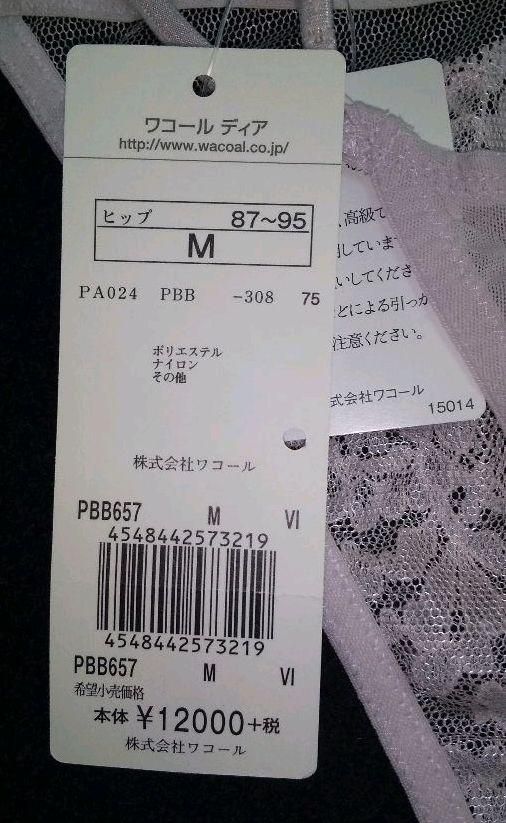 ワコール ディア
http://www.wacoal.co.jp/
ヒップ 87~95
M
PA024 PBB -308 75
ポリエステル
ナイロン
その他
株式会社ワコール
PBB657 M VI
4548442573219
4548442573219
PBB657 M VI
希望小売価格
本体 ¥12000+税
株式会社ワコール
、高級で
していま
いしてくださ
どによる引っか
注意ください。
式会社ワコール
15014